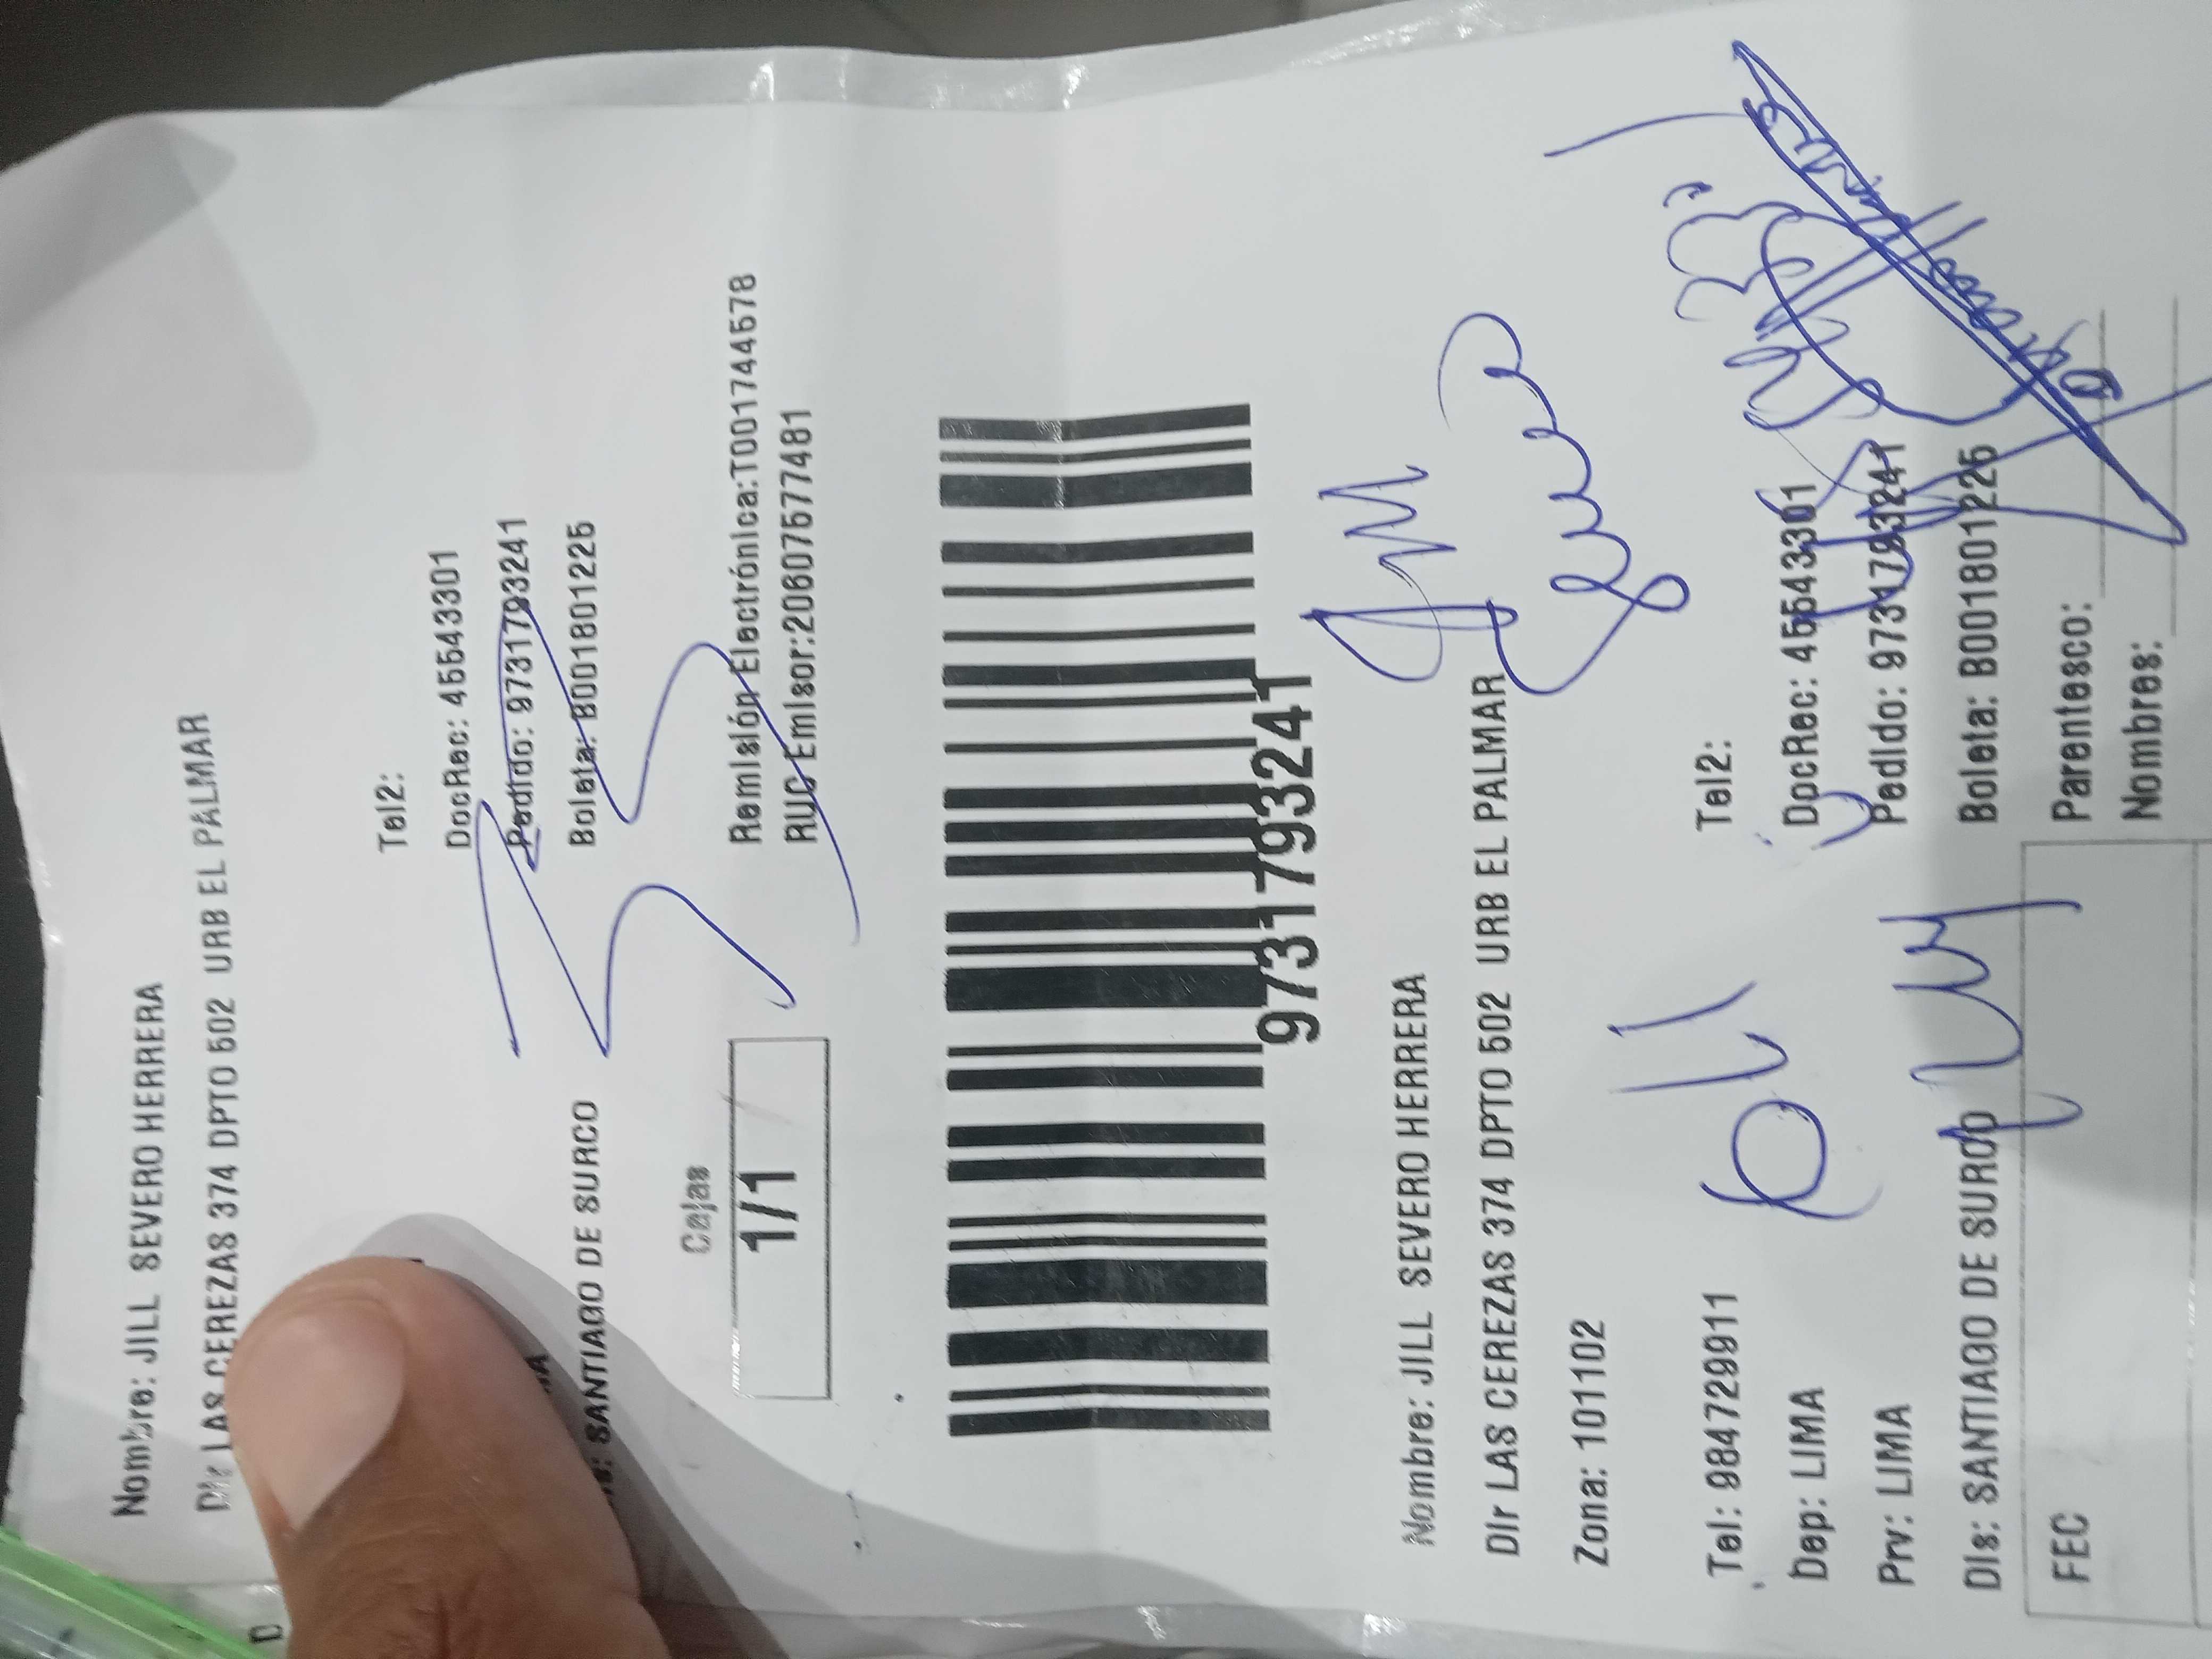 Nombre: JILL SEVERO HERRERA
Dir LAS CEREZAS 374 DPTO 502 URB EL PALMAR
Tel2:
DocRec: 45543301
Pedido: 9731793241
Boleta: B001801225
SANTIAGO DE SURCO
Cajas
1/1
Remisión Electrónica:T001744578
RUC Emisor:20607577481
9731793241
Nombre: JILL SEVERO HERRERA
Dir LAS CEREZAS 374 DPTO 502 URB EL PALMAR
Zona: 101102
Tel: 984729911 Tel2:
Dep: LIMA DocRec: 45543301
Prv: LIMA Pedido: 9731793241
Dis: SANTIAGO DE SURCO Boleta: B001801225
FEC Parentesco:
Nombres: